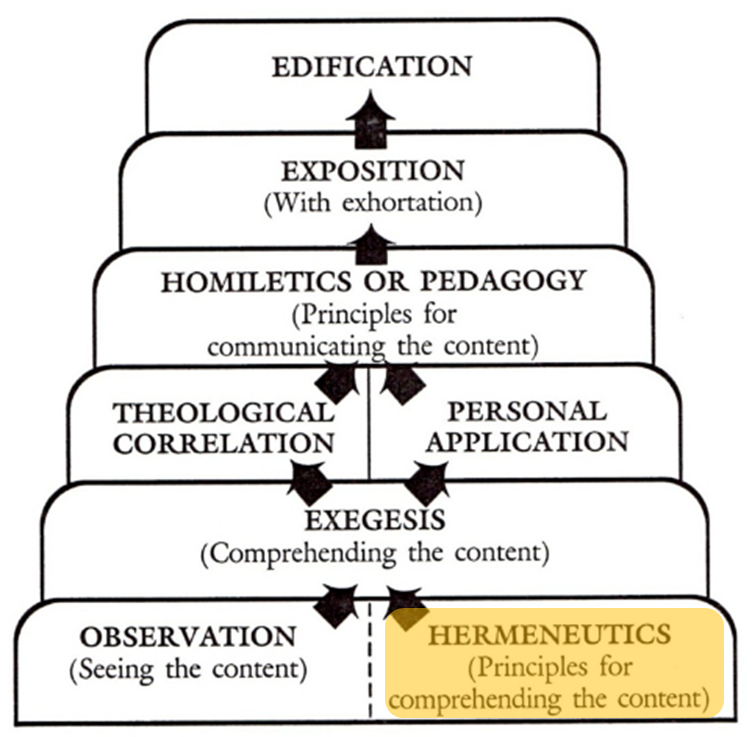 EDIFICATION
EXPOSITION
(With exhortation)
HOMILETICS OR PEDAGOGY
(Principles for
communicating the content)
THEOLOGICAL
CORRELATION
PERSONAL
APPLICATION
EXEGESIS
(Comprehending the content)
OBSERVATION
(Seeing the content)
HERMENEUTICS
(Principles for
comprehending the content)